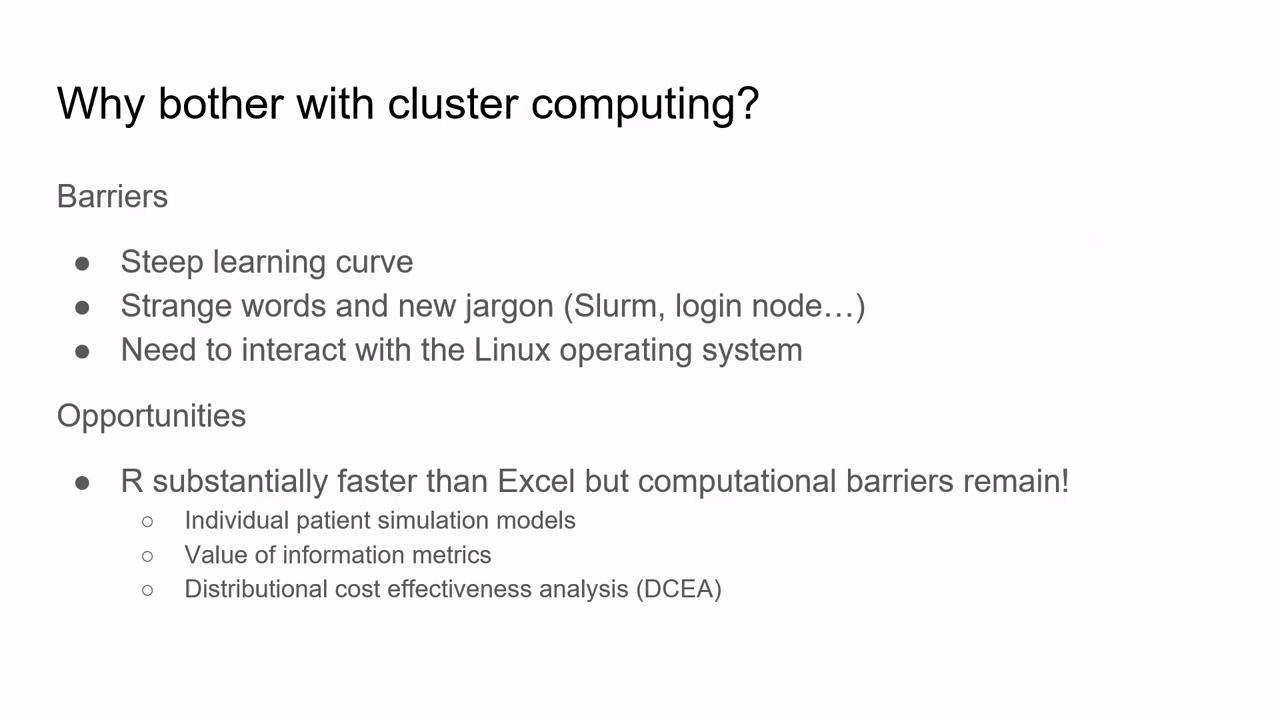 Why bother with cluster computing?
Barriers
● Steep learning curve
● Strange words and new jargon (Slurm, login node…)
● Need to interact with the Linux operating system
Opportunities
● R substantially faster than Excel but computational barriers remain!
○ Individual patient simulation models
○ Value of information metrics
○ Distributional cost effectiveness analysis (DCEA)